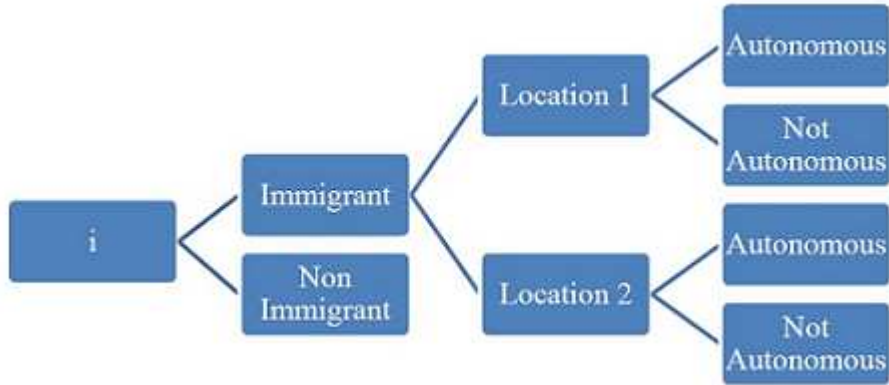 i
Immigrant
Non
Immigrant
Location 1
Location 2
Autonomous
Not
Autonomous
Autonomous
Not
Autonomous